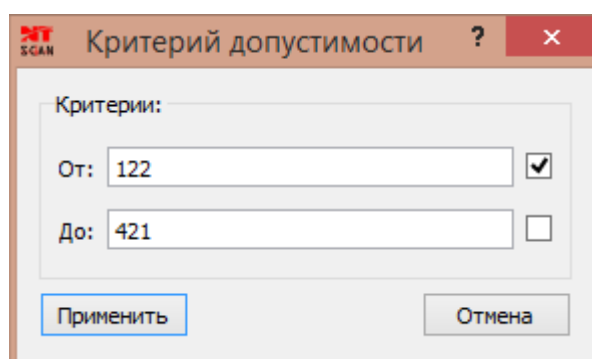 NT SCAN Критерий допустимости ? ×
Критерии:
От: 122
До: 421
Применить Отмена